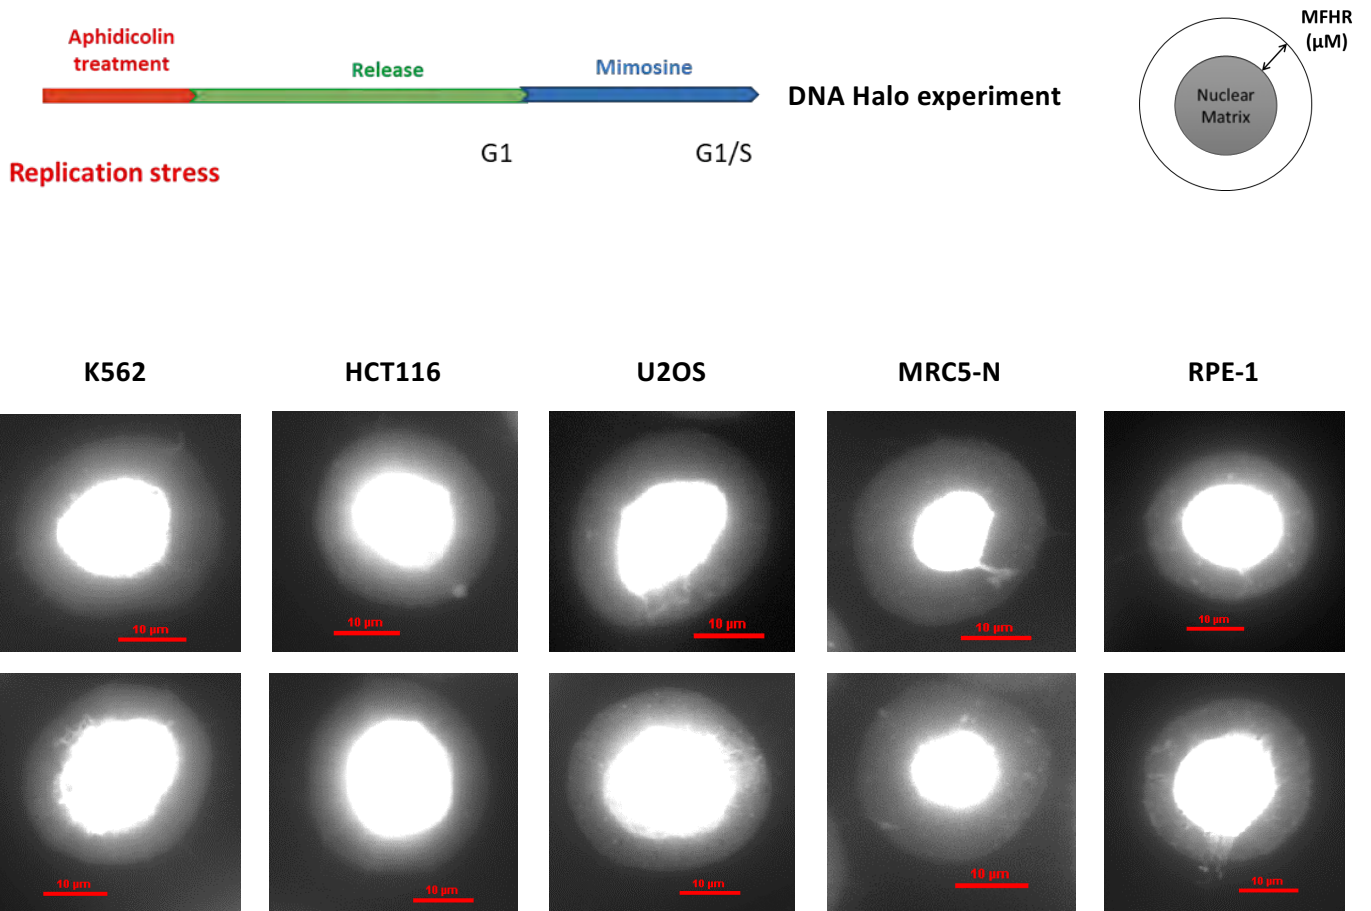 Aphidicolin
treatment
Release
Mimosine
DNA Halo experiment
MFHR
(µM)
Nuclear
Matrix
G1
G1/S
Replication stress
K562
HCT116
U2OS
MRC5-N
RPE-1
10 µm
10 µm
10 µm
10 µm
10 µm
10 µm
10 µm
10 µm
10 µm
10 µm